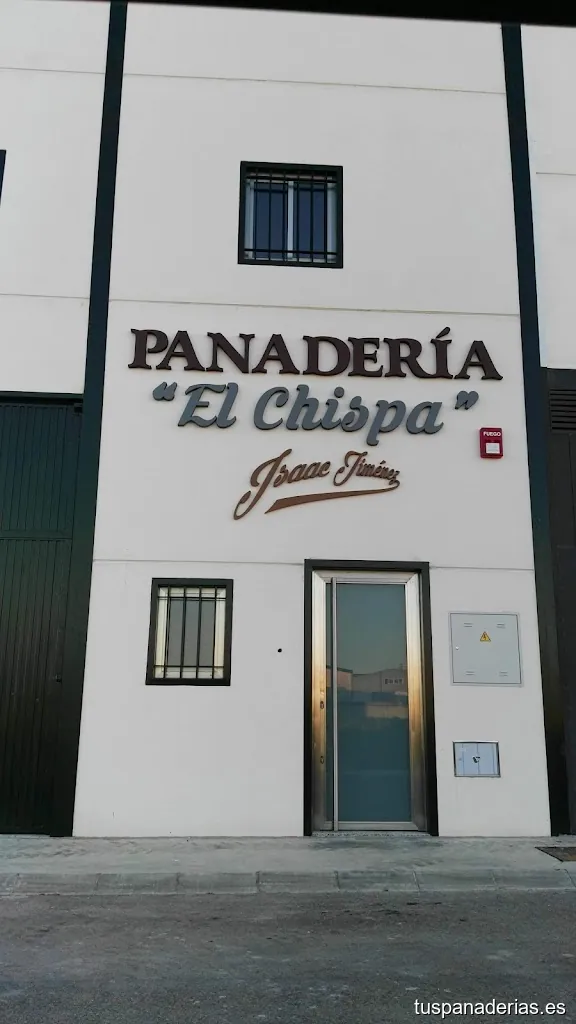 PANADERÍA
"El Chispa"
Isaac Jiménez
FUEGO
tuspanaderias.es